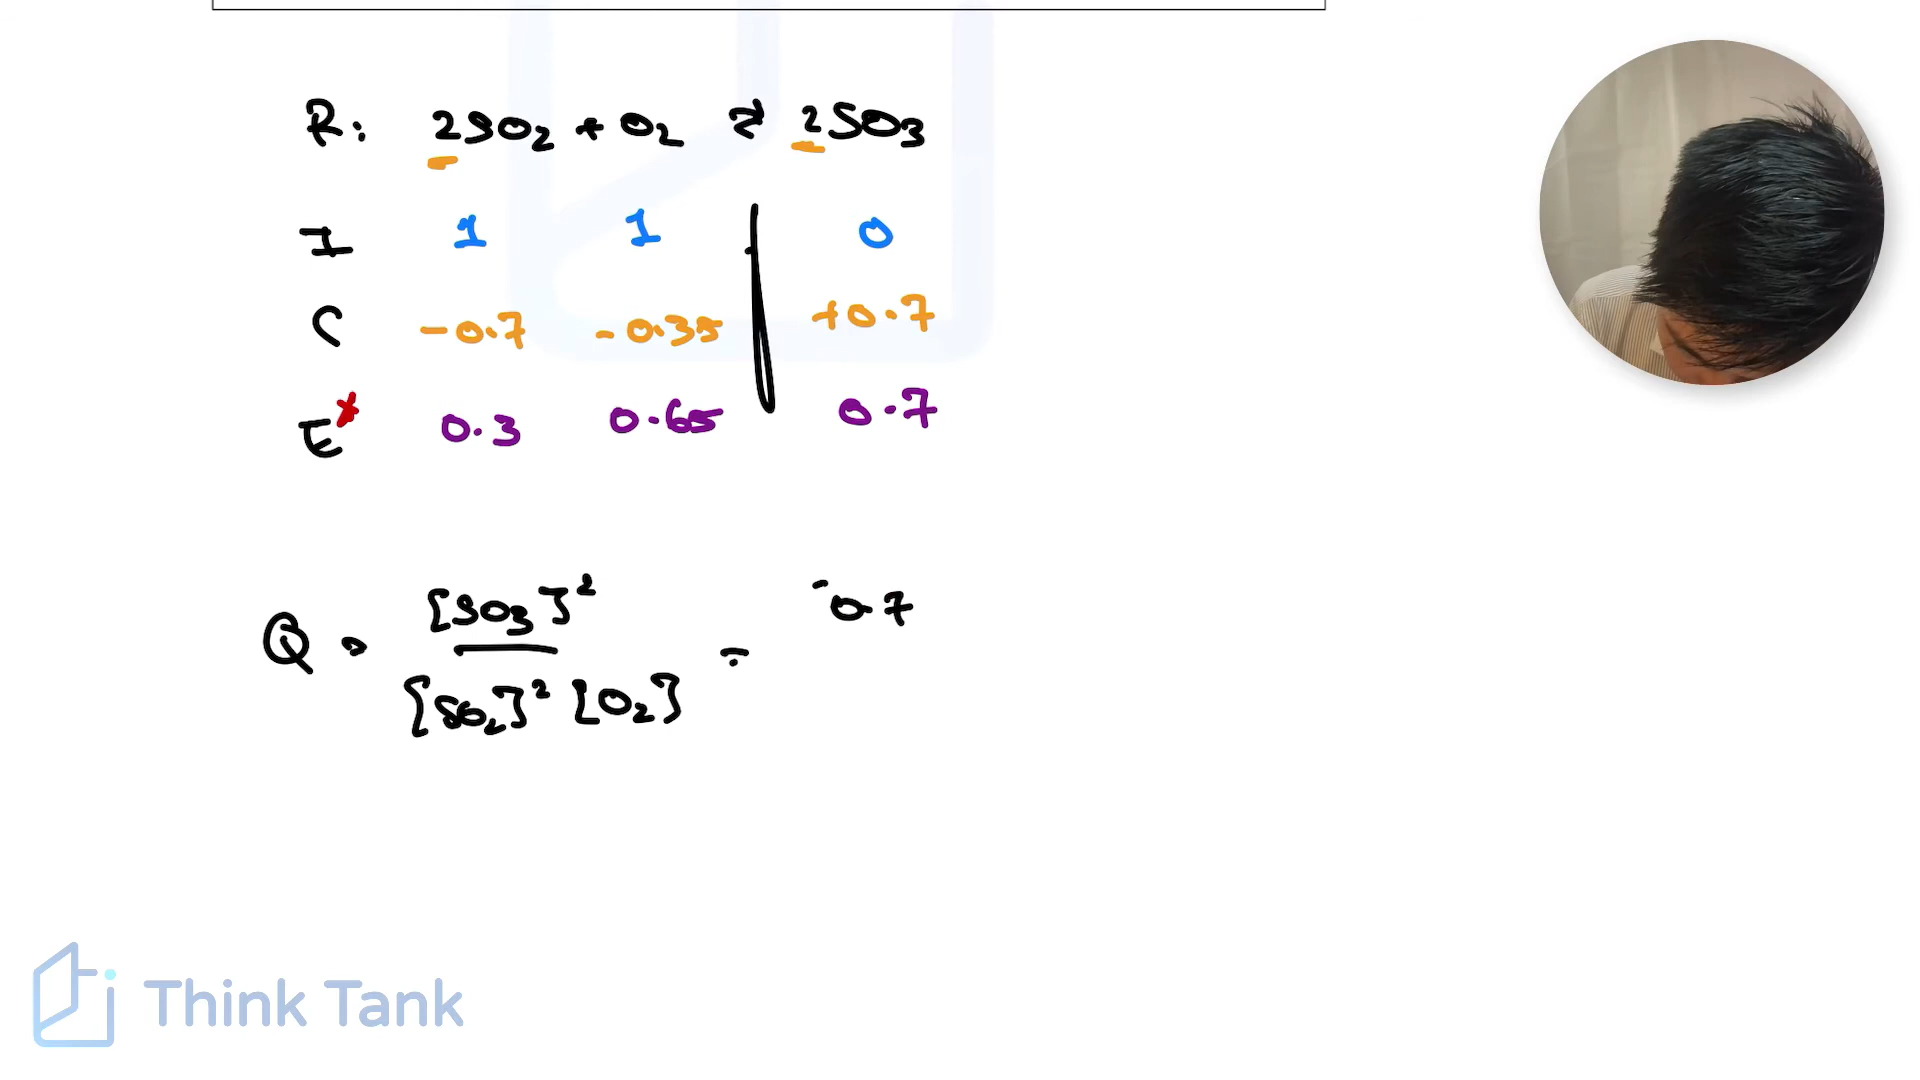 R: 2SO₂ + O₂ ⇌ 2SO₃
I 1 1 0
C -0.7 -0.35 +0.7
E* 0.3 0.65 0.7
Q = [SO₃]² / [SO₂]² [O₂] = 0.7
Think Tank